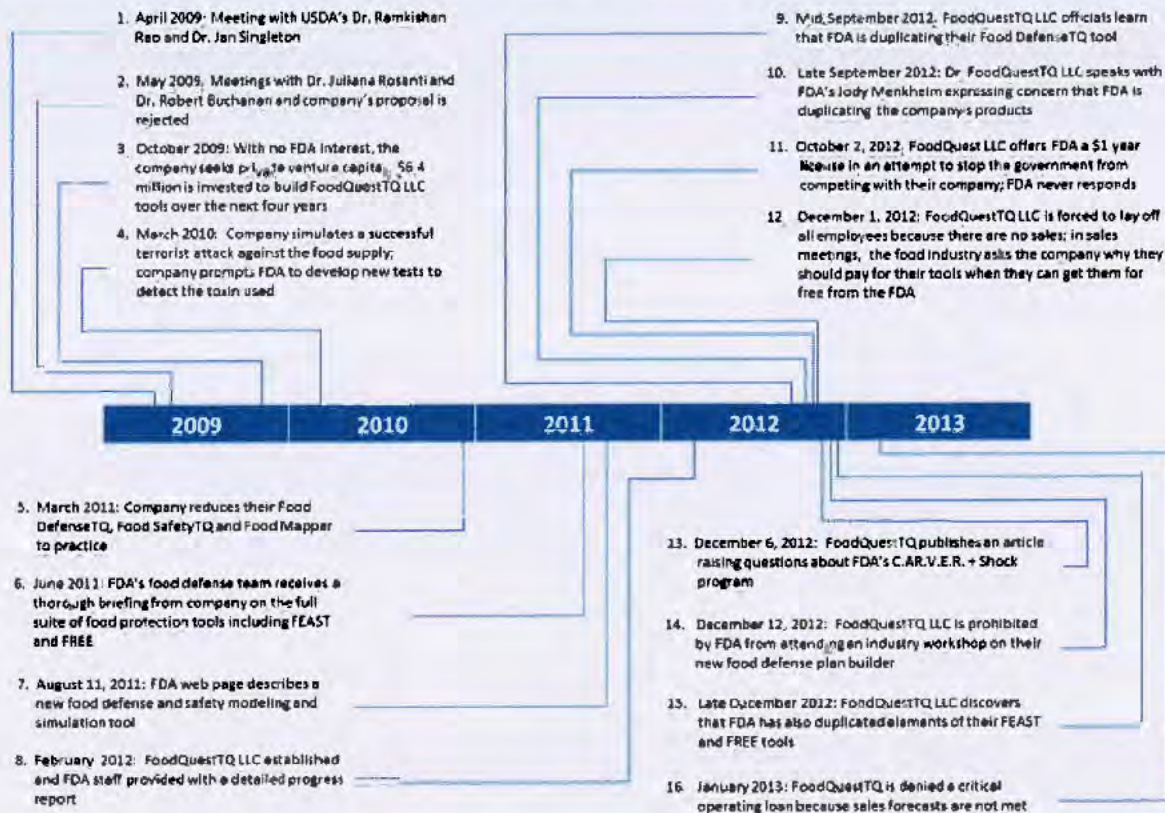 1. April 2009: Meeting with USDA's Dr. Ramkishan
Rao and Dr. Jan Singleton
2. May 2009, Meetings with Dr. Juliana Rosanti and
Dr. Robert Buchanan and company's proposal is
rejected
3. October 2009: With no FDA interest, the
company seeks private venture capital, $6.4
million is invested to build FoodQuestTQ LLC
tools over the next four years
4. March 2010: Company simulates a successful
terrorist attack against the food supply;
company prompts FDA to develop new tests to
detect the toxin used
9. Mid, September 2012, FoodQuestTQ LLC officials learn
that FDA is duplicating their Food DefenseTQ tool
10. Late September 2012: Dr. FoodQuestTQ LLC speaks with
FDA's Jody Menkheim expressing concern that FDA is
duplicating the company's products
11. October 2, 2012, FoodQuest LLC offers FDA a $1 year
license in an attempt to stop the government from
competing with their company; FDA never responds
12. December 1, 2012: FoodQuestTQ LLC is forced to lay off
all employees because there are no sales; in sales
meetings, the food industry asks the company why they
should pay for their tools when they can get them for
free from the FDA
2009 2010 2011 2012 2013
5. March 2011: Company reduces their Food
DefenseTQ, Food SafetyTQ and Food Mapper
to practice
6. June 2011: FDA's food defense team receives a
thorough briefing from company on the full
suite of food protection tools including FEAST
and FREE
7. August 11, 2011: FDA web page describes a
new food defense and safety modeling and
simulation tool
8. February 2012: FoodQuestTQ LLC established
and FDA staff provided with a detailed progress
report
13. December 6, 2012: FoodQuestTQ publishes an article
raising questions about FDA's C.AR.V.E.R. + Shock
program
14. December 12, 2012: FoodQuestTQ LLC is prohibited
by FDA from attending an industry workshop on their
new food defense plan builder
15. Late December 2012: FoodQuestTQ LLC discovers
that FDA has also duplicated elements of their FEAST
and FREE tools
16. January 2013: FoodQuestTQ is denied a critical
operating loan because sales forecasts are not met